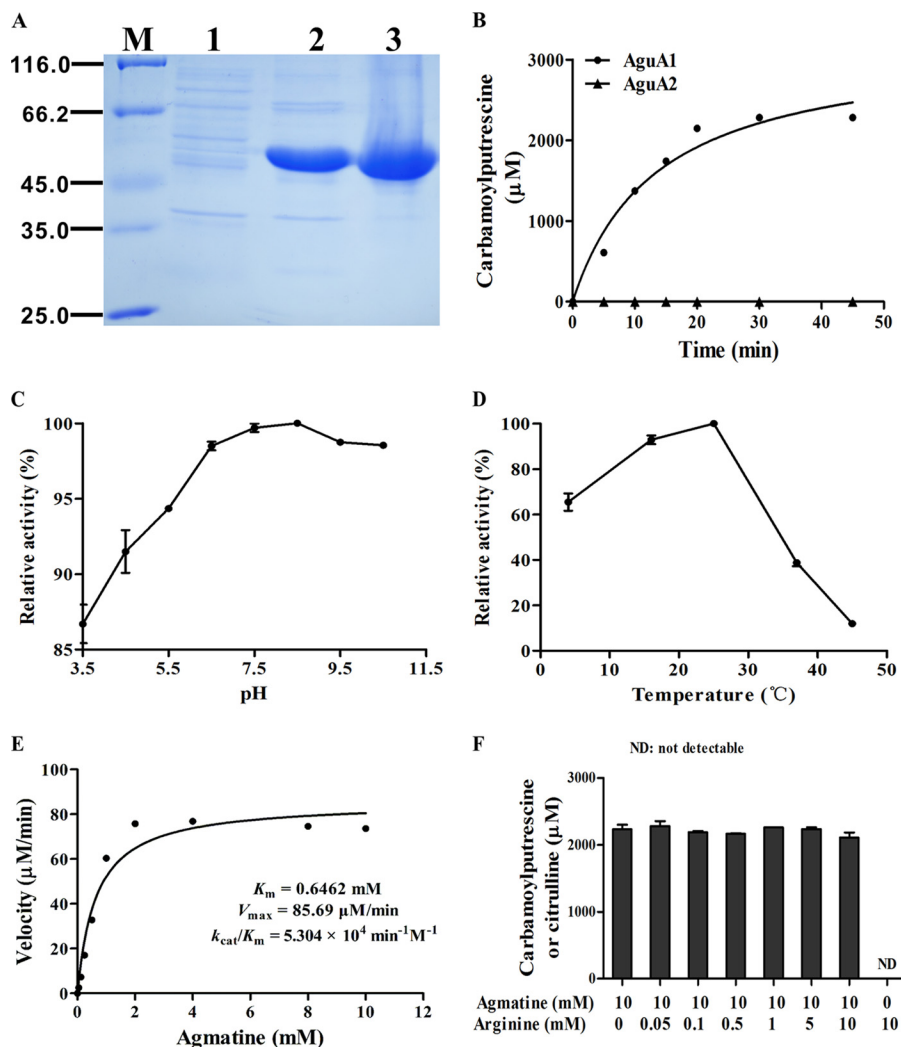 A
M 1 2 3
116.0
66.2
45.0
35.0
25.0
B
AguA1
AguA2
Carbamoylputrescine
(μM)
3000
2000
1000
0
0 10 20 30 40 50
Time (min)
C
Relative activity (%)
100
95
90
85
3.5 5.5 7.5 9.5 11.5
pH
D
Relative activity (%)
100
80
60
40
20
0
0 10 20 30 40 50
Temperature (℃)
E
Velocity (μM/min)
100
80
60
40
20
0
0 2 4 6 8 10 12
Agmatine (mM)
Km = 0.6462 mM
Vmax = 85.69 μM/min
kcat/Km = 5.304 × 10⁴ min⁻¹M⁻¹
F
ND: not detectable
Carbamoylputrescine
or citrulline (μM)
3000
2000
1000
0
ND
Agmatine (mM) 10 10 10 10 10 10 10 0
Arginine (mM) 0 0.05 0.1 0.5 1 5 10 10